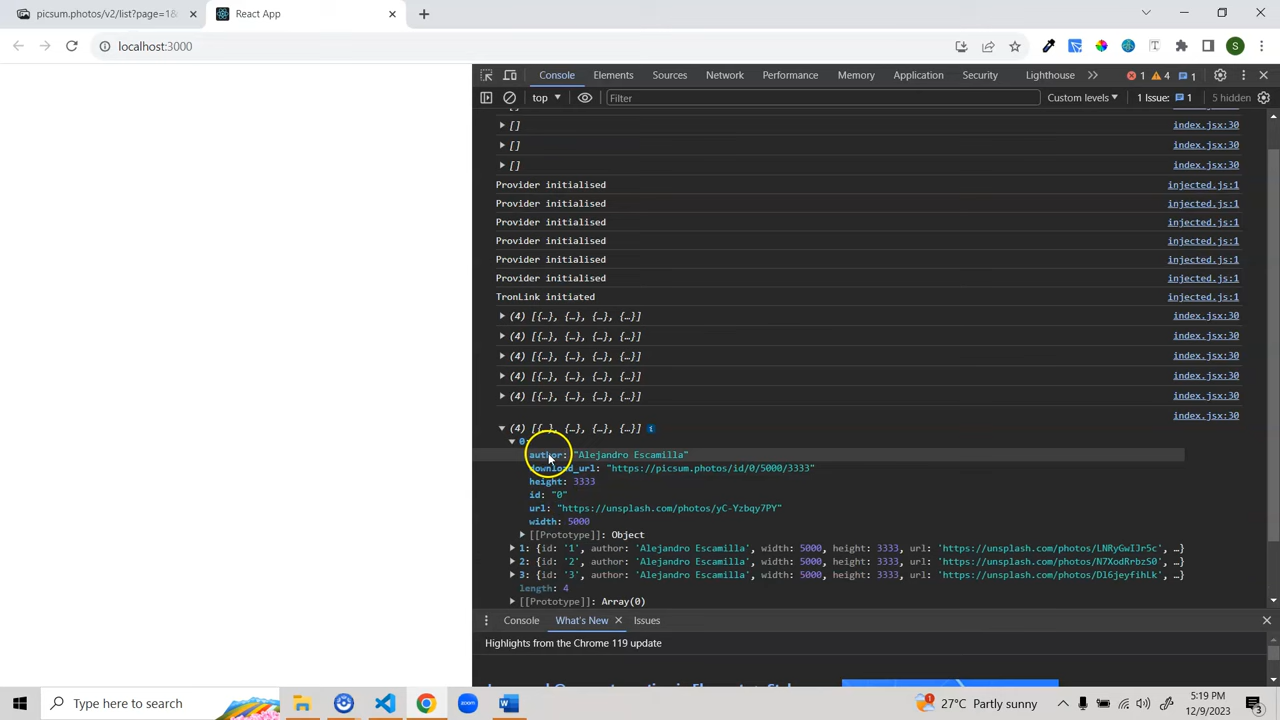 picsum.photos/v2/list?page=1&
React App
localhost:3000
S
Console
Elements
Sources
Network
Performance
Memory
Application
Security
Lighthouse
1
4
1
top
Filter
Custom levels
1 Issue:
1
5 hidden
[]
index.jsx:30
[]
index.jsx:30
[]
index.jsx:30
Provider initialised
injected.js:1
Provider initialised
injected.js:1
Provider initialised
injected.js:1
Provider initialised
injected.js:1
Provider initialised
injected.js:1
Provider initialised
injected.js:1
TronLink initiated
injected.js:1
(4) [{…}, {…}, {…}, {…}]
index.jsx:30
(4) [{…}, {…}, {…}, {…}]
index.jsx:30
(4) [{…}, {…}, {…}, {…}]
index.jsx:30
(4) [{…}, {…}, {…}, {…}]
index.jsx:30
(4) [{…}, {…}, {…}, {…}]
index.jsx:30
index.jsx:30
(4) [{…}, {…}, {…}, {…}] i
0:
author: "Alejandro Escamilla"
download_url: "https://picsum.photos/id/0/5000/3333"
height: 3333
id: "0"
url: "https://unsplash.com/photos/yC-Yzbqy7PY"
width: 5000
[[Prototype]]: Object
1: {id: '1', author: 'Alejandro Escamilla', width: 5000, height: 3333, url: 'https://unsplash.com/photos/LNRyGwIJr5c', …}
2: {id: '2', author: 'Alejandro Escamilla', width: 5000, height: 3333, url: 'https://unsplash.com/photos/N7XodRrbzS0', …}
3: {id: '3', author: 'Alejandro Escamilla', width: 5000, height: 3333, url: 'https://unsplash.com/photos/Dl6jeyfihLk', …}
length: 4
[[Prototype]]: Array(0)
Console
What's New
Issues
Highlights from the Chrome 119 update
Type here to search
27°C Partly sunny
5:19 PM
12/9/2023
3